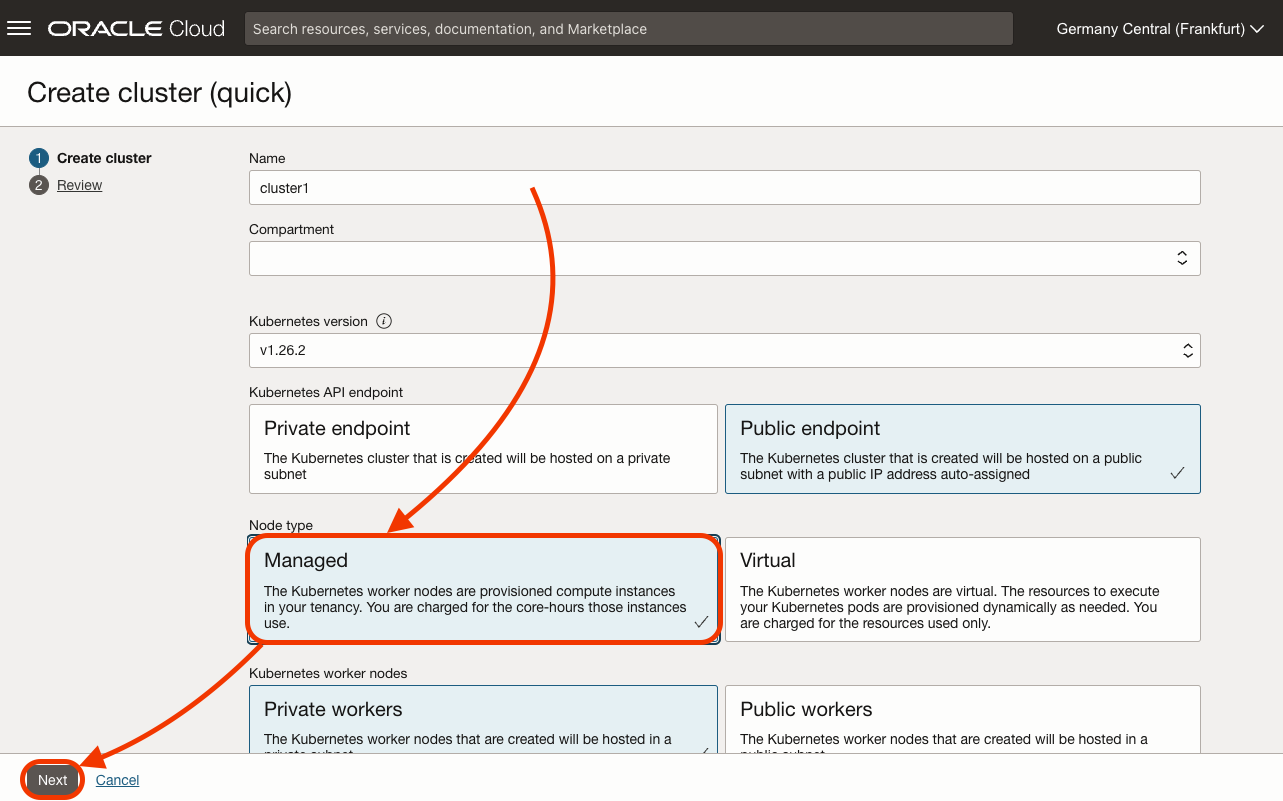 ORACLE Cloud
Search resources, services, documentation, and Marketplace
Germany Central (Frankfurt)
Create cluster (quick)
1 Create cluster
2 Review
Name
cluster1
Compartment
Kubernetes version
v1.26.2
Kubernetes API endpoint
Private endpoint
The Kubernetes cluster that is created will be hosted on a private
subnet
Public endpoint
The Kubernetes cluster that is created will be hosted on a public
subnet with a public IP address auto-assigned
Node type
Managed
The Kubernetes worker nodes are provisioned compute instances
in your tenancy. You are charged for the core-hours those instances
use.
Virtual
The Kubernetes worker nodes are virtual. The resources to execute
your Kubernetes pods are provisioned dynamically as needed. You
are charged for the resources used only.
Kubernetes worker nodes
Private workers
The Kubernetes worker nodes that are created will be hosted in a
private subnet
Public workers
The Kubernetes worker nodes that are created will be hosted in a
public subnet
Next
Cancel